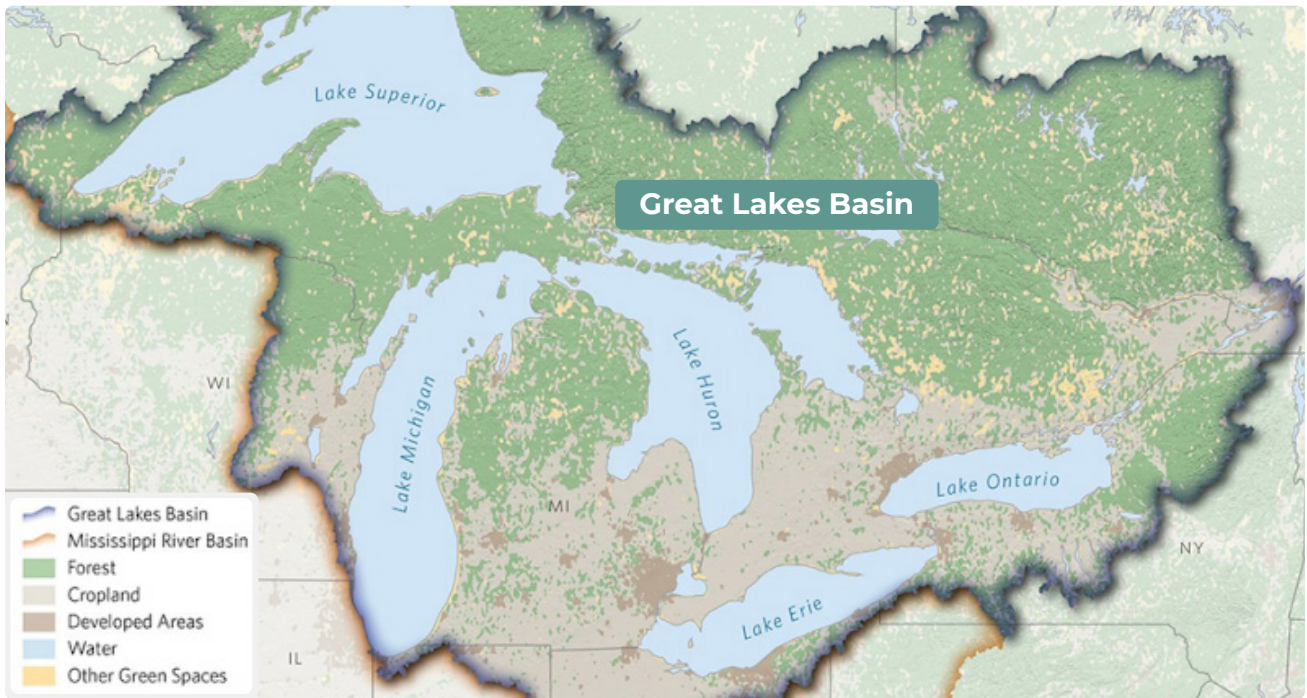 Lake Superior
Great Lakes Basin
Lake Huron
WI
Lake Michigan
Lake Ontario
MI
NY
Lake Erie
IL
Great Lakes Basin
Mississippi River Basin
Forest
Cropland
Developed Areas
Water
Other Green Spaces